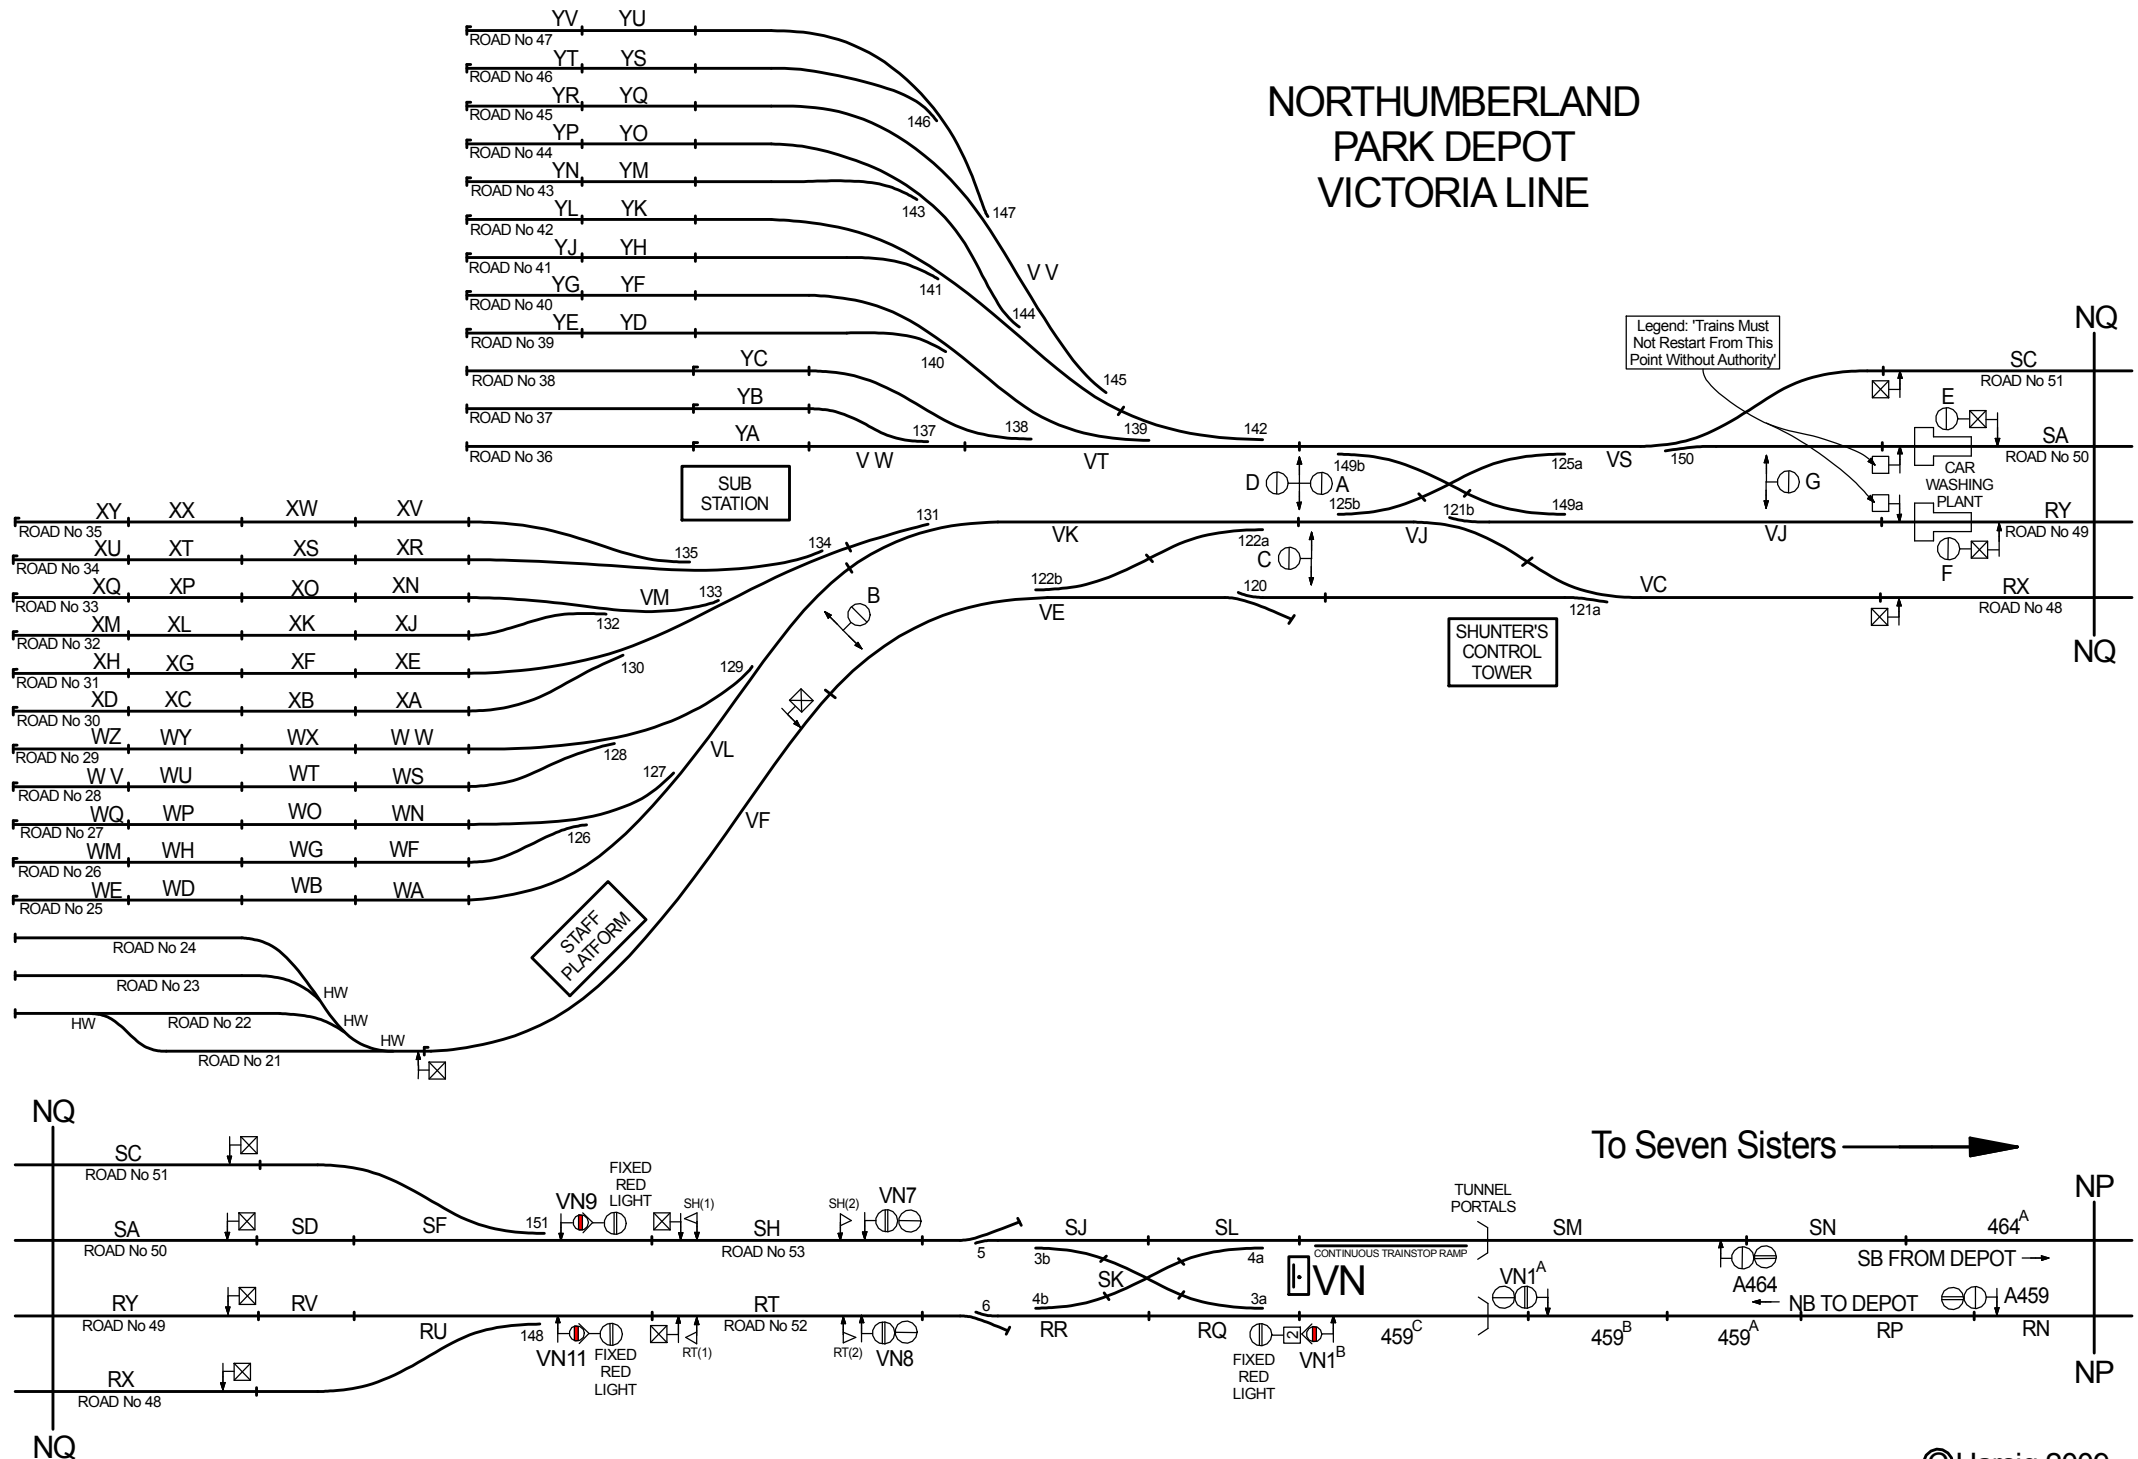 NORTHUMBERLAND
PARK DEPOT
VICTORIA LINE
YV YU
ROAD No 47
YT YS
ROAD No 46
YR YQ
ROAD No 45
146
YP YO
ROAD No 44
YN YM
ROAD No 43
143
147
YL YK
ROAD No 42
YJ YH
ROAD No 41
V V
141
YG YF
ROAD No 40
144
YE YD
ROAD No 39
140
YC
ROAD No 38
145
YB
ROAD No 37
137
138
139
142
YA
ROAD No 36
V W
VT
Legend: 'Trains Must
Not Restart From This
Point Without Authority'
NQ
SC
ROAD No 51
E
SA
ROAD No 50
149b
125a
VS
150
CAR
WASHING
PLANT
D
A
G
125b
121b
149a
SUB
STATION
XY XX XW XV
ROAD No 35
131
VK
122a
VJ
VJ
RY
ROAD No 49
XU XT XS XR
ROAD No 34
135
134
C
F
XQ XP XO XN
ROAD No 33
VM
133
122b
120
VC
RX
ROAD No 48
XM XL XK XJ
ROAD No 32
132
B
VE
121a
SHUNTER'S
CONTROL
TOWER
NQ
XH XG XF XE
ROAD No 31
130
129
XD XC XB XA
ROAD No 30
WZ WY WX W W
ROAD No 29
128
VL
W V WU WT WS
ROAD No 28
127
WQ WP WO WN
ROAD No 27
126
VF
WM WH WG WF
ROAD No 26
WE WD WB WA
ROAD No 25
STAFF
PLATFORM
ROAD No 24
ROAD No 23
HW
HW
ROAD No 22
HW
HW
ROAD No 21
NQ
To Seven Sisters
SC
ROAD No 51
FIXED
RED
LIGHT
VN9
SH(1)
SH(2)
VN7
TUNNEL
PORTALS
NP
SA
ROAD No 50
SD
SF
151
SH
ROAD No 53
5
SJ
SL
3b
4a
CONTINUOUS TRAINSTOP RAMP
SM
SN
464A
SB FROM DEPOT
SK
VN
VN1A
A464
4b
3a
NB TO DEPOT
A459
RY
ROAD No 49
RV
RT
ROAD No 52
6
RU
148
VN11
FIXED
RED
LIGHT
RT(1)
RT(2)
VN8
RR
RQ
2
FIXED
RED
LIGHT
VN1B
459C
459B
459A
RP
RN
RX
ROAD No 48
NP
NQ